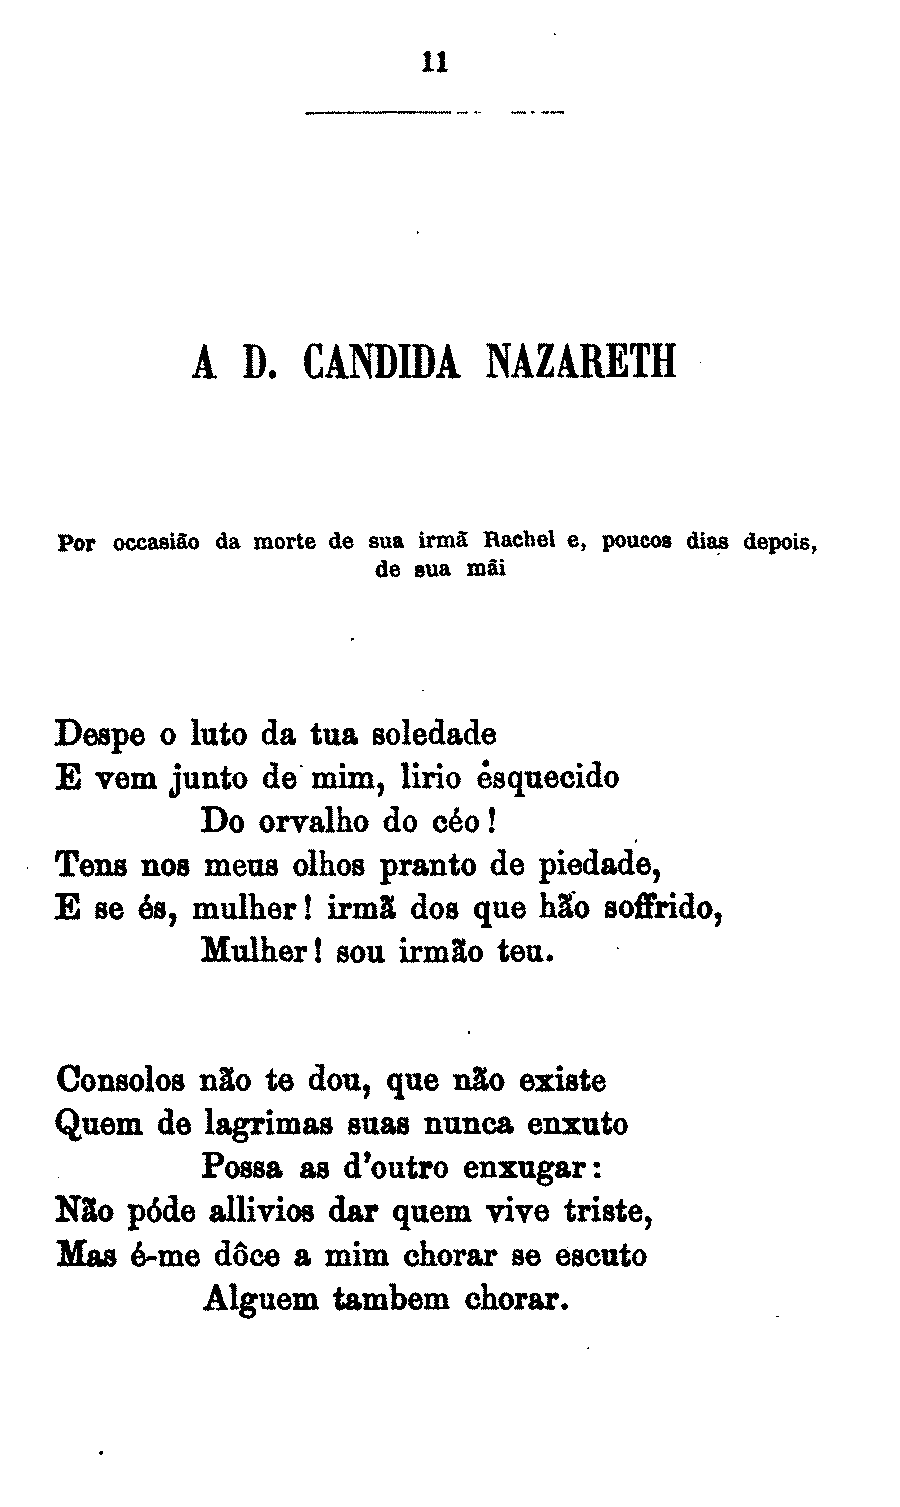 11
A D. CANDIDA NAZARETH
Por occasião da morte de sua irmã Rachel e, poucos dias depois,
de sua mãi
Despe o luto da tua soledade
E vem junto de mim, lirio esquecido
Do orvalho do céo!
Tens nos meus olhos pranto de piedade,
E se és, mulher! irmã dos que hão soffrido,
Mulher! sou irmão teu.
Consolos não te dou, que não existe
Quem de lagrimas suas nunca enxuto
Possa as d'outro enxugar:
Não póde allivios dar quem vive triste,
Mas é-me dôce a mim chorar se escuto
Alguem tambem chorar.